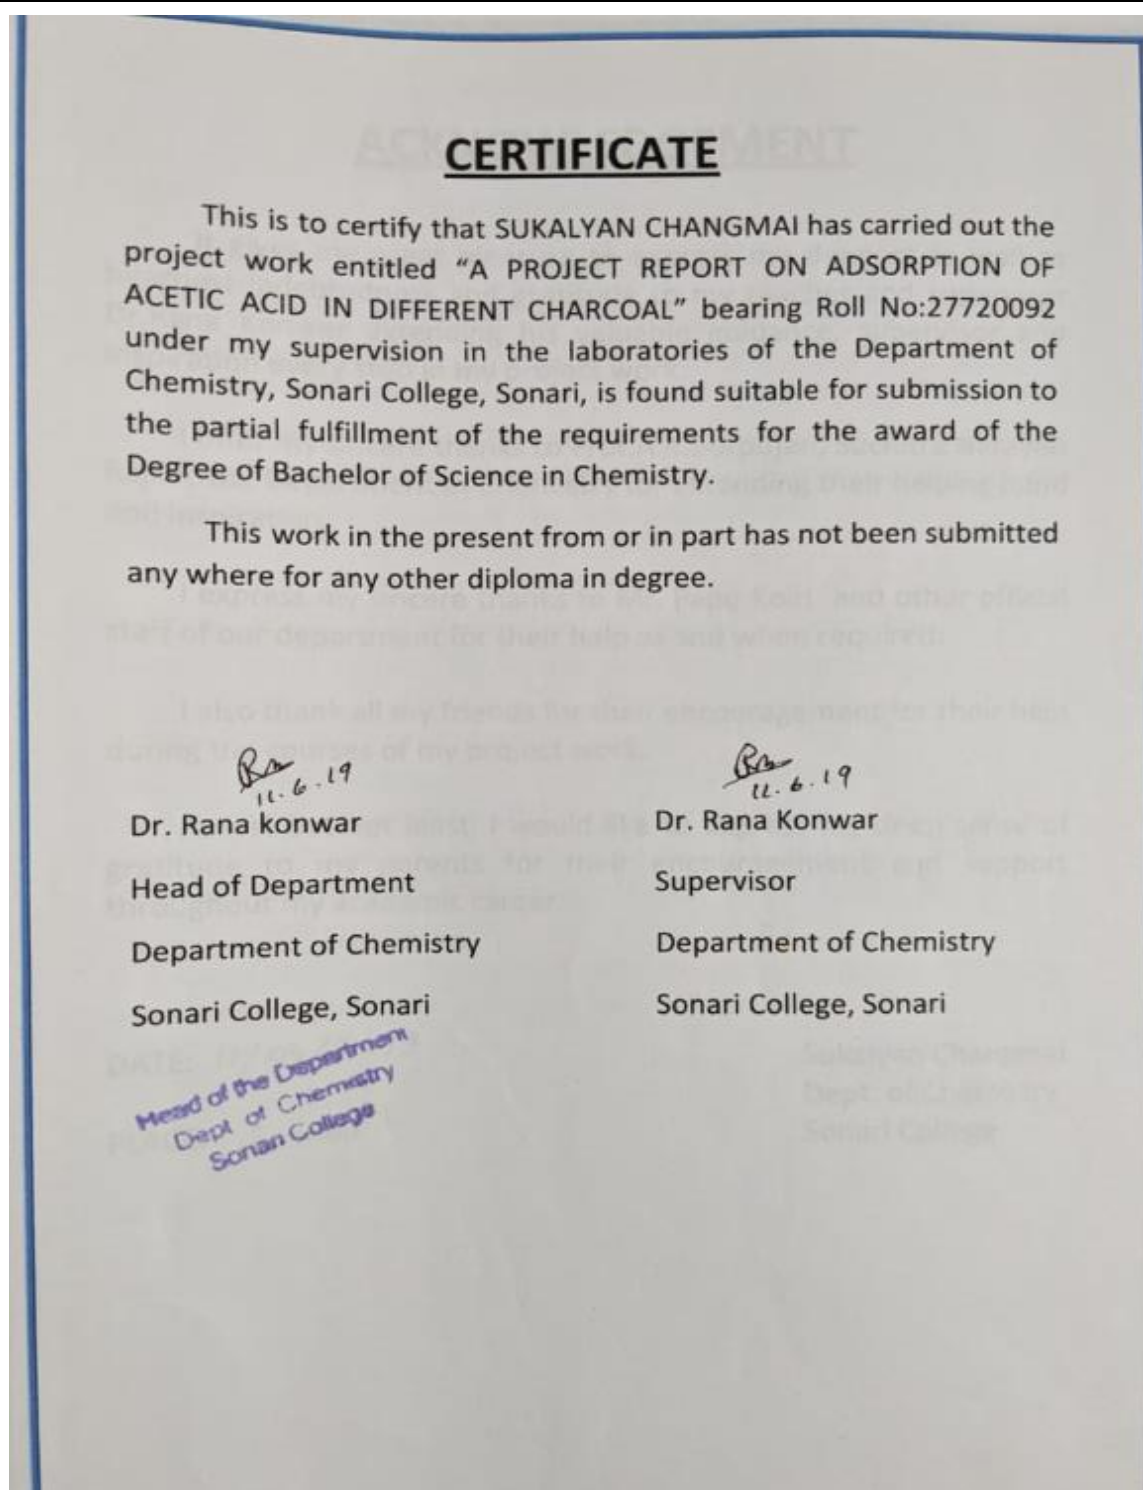 CERTIFICATE
This is to certify that SUKALYAN CHANGMAI has carried out the
project work entitled “A PROJECT REPORT ON ADSORPTION OF
ACETIC ACID IN DIFFERENT CHARCOAL” bearing Roll No:27720092
under my supervision in the laboratories of the Department of
Chemistry, Sonari College, Sonari, is found suitable for submission to
the partial fulfillment of the requirements for the award of the
Degree of Bachelor of Science in Chemistry.
This work in the present from or in part has not been submitted
any where for any other diploma in degree.
11.6.19
11.6.19
Dr. Rana konwar
Dr. Rana Konwar
Head of Department
Supervisor
Department of Chemistry
Department of Chemistry
Sonari College, Sonari
Sonari College, Sonari
Head of the Department
Dept of Chemistry
Sonari College